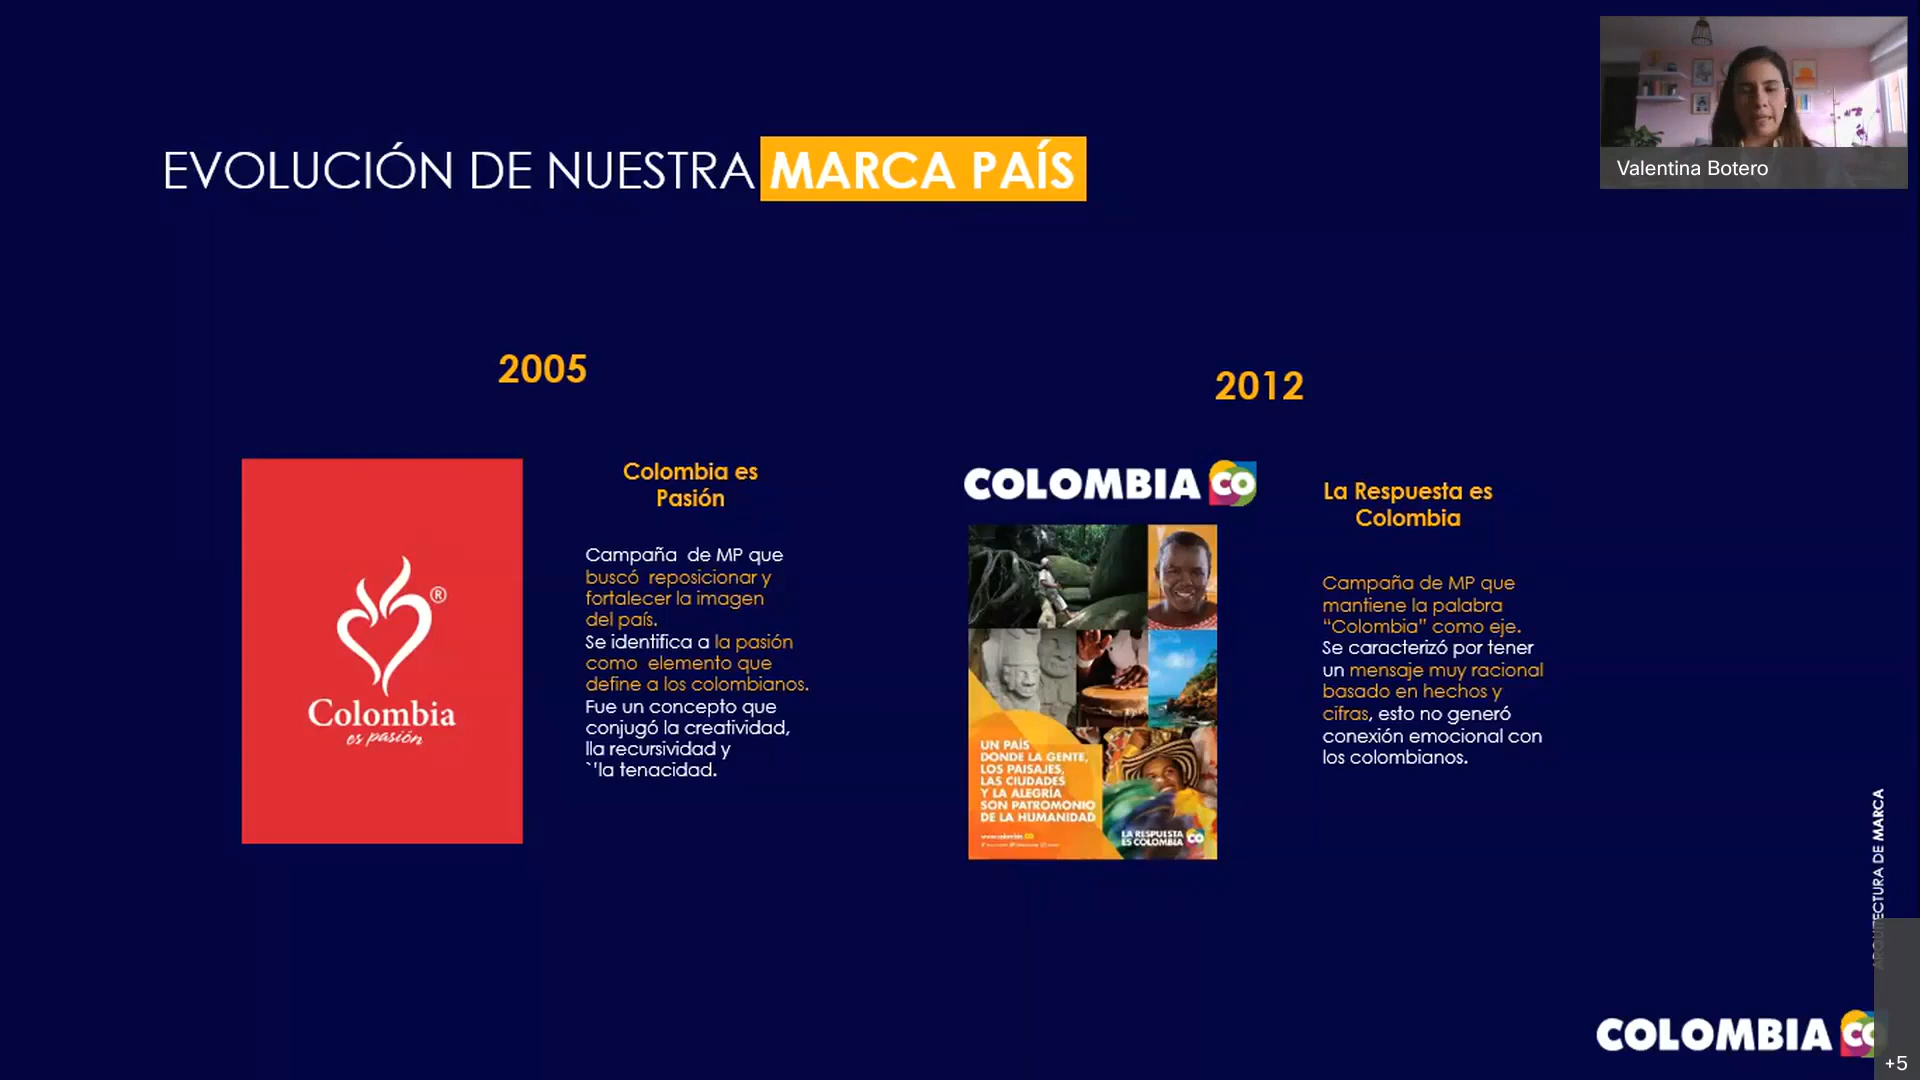 EVOLUCIÓN DE NUESTRA MARCA PAÍS
Valentina Botero
2005
Colombia es
Pasión
Campaña de MP que
buscó reposicionar y
fortalecer la imagen
del país.
Se identifica a la pasión
como elemento que
define a los colombianos.
Fue un concepto que
conjugó la creatividad,
lla recursividad y
`'la tenacidad.
®
Colombia
es pasión
2012
COLOMBIA CO
La Respuesta es
Colombia
Campaña de MP que
mantiene la palabra
“Colombia” como eje.
Se caracterizó por tener
un mensaje muy racional
basado en hechos y
cifras, esto no generó
conexión emocional con
los colombianos.
UN PAÍS
DONDE LA GENTE,
LOS PAISAJES,
LAS CIUDADES
Y LA ALEGRÍA
SON PATROMONIO
DE LA HUMANIDAD
www.colombia.CO
LA RESPUESTA
ES COLOMBIA CO
ARQUITECTURA DE MARCA
COLOMBIA CO
+5